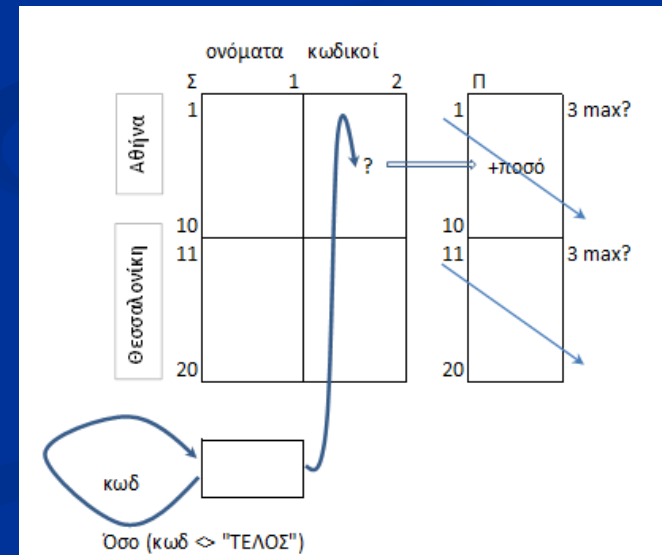 ονόματα κωδικοί
Σ 1 2 Π
1 1 3 max?
Αθήνα
? +ποσό
10 10
11 11 3 max?
Θεσσαλονίκη
20 20
κωδ
Όσο (κωδ <> "ΤΕΛΟΣ")